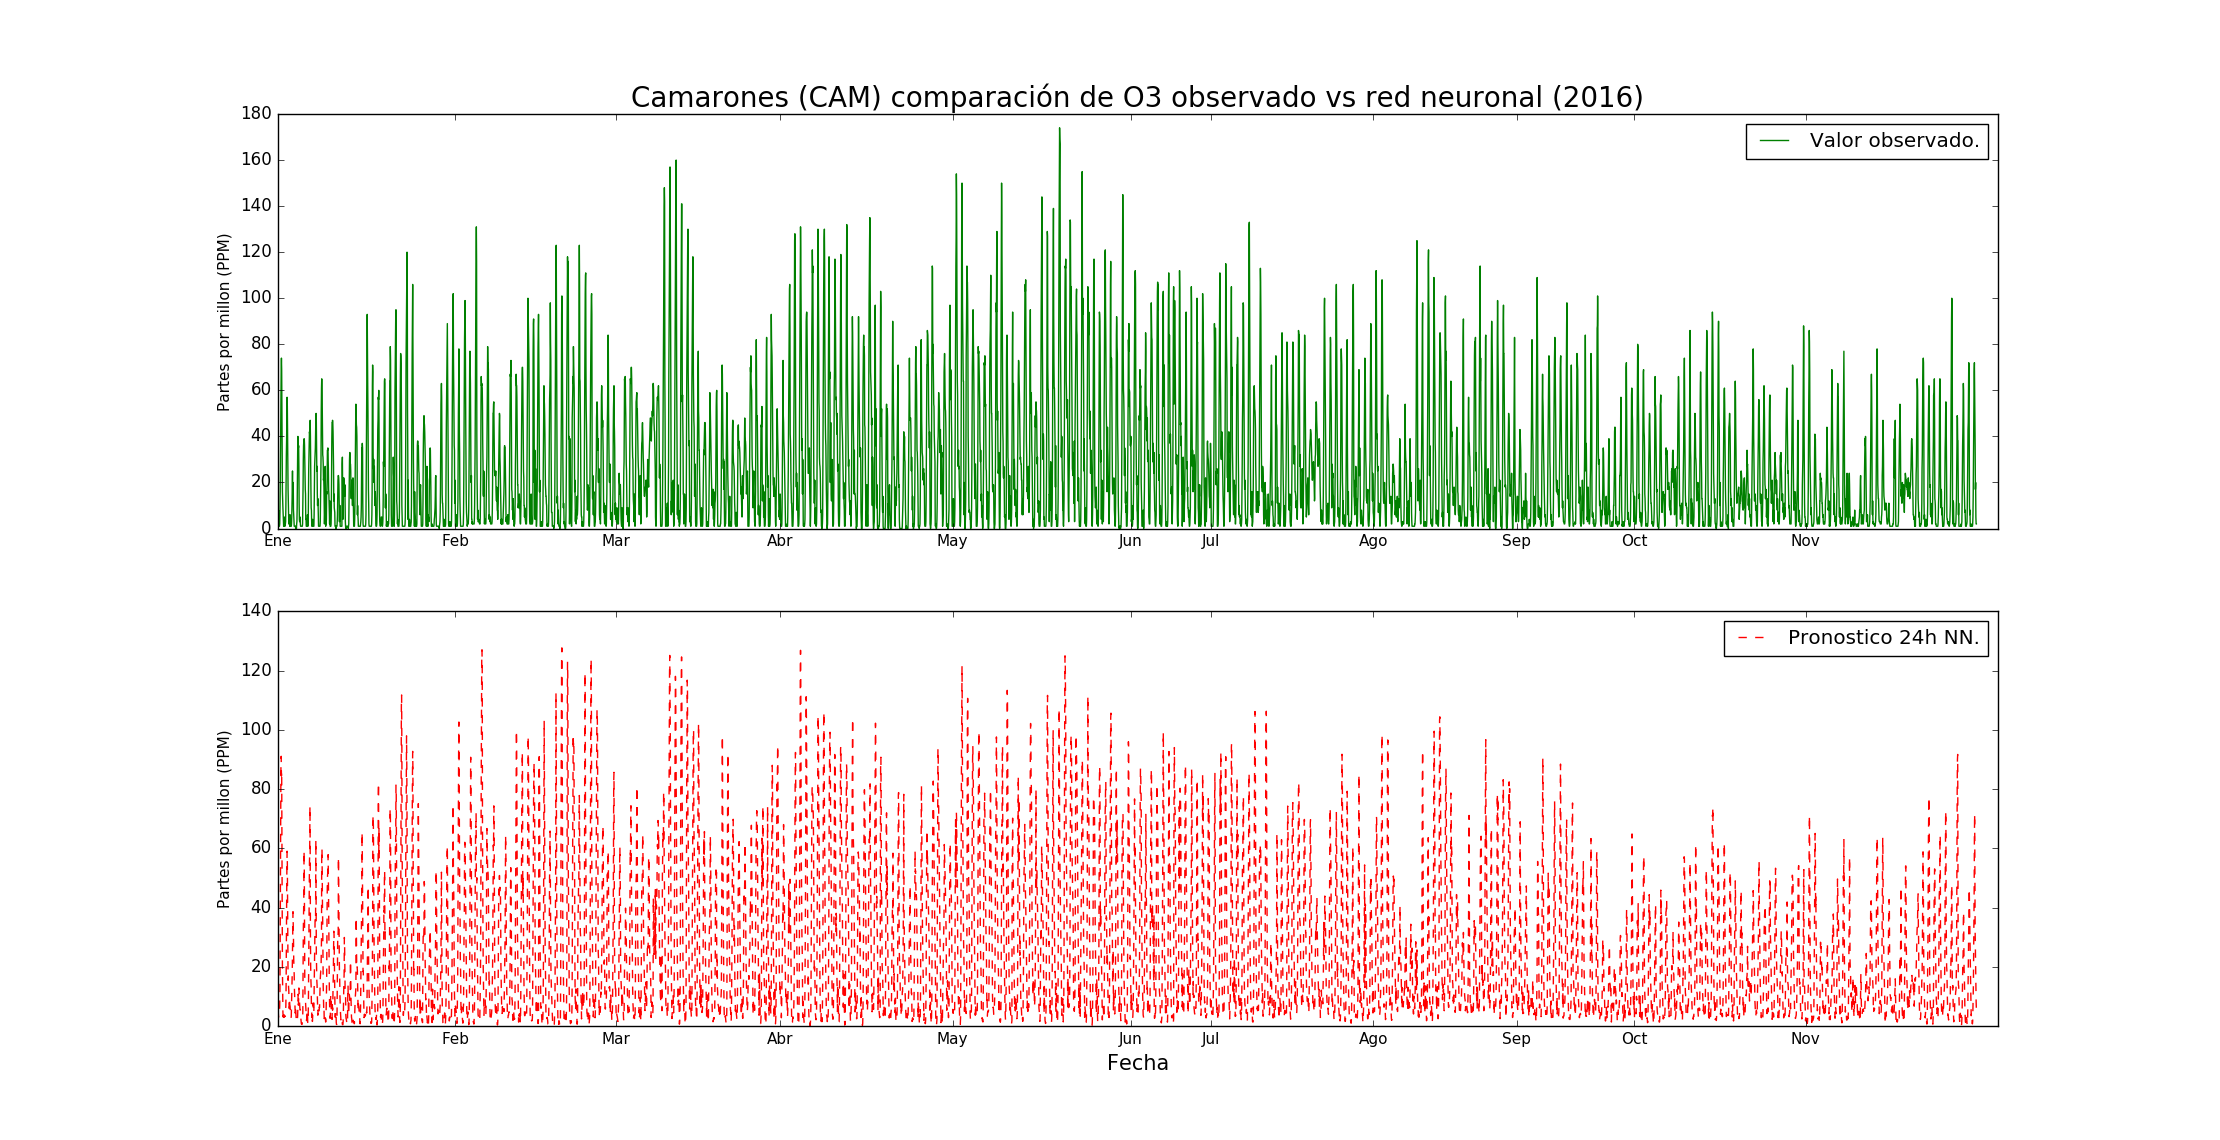 Camarones (CAM) comparación de O3 observado vs red neuronal (2016)
180
160
140
120
100
80
60
40
20
0
Partes por millon (PPM)
Valor observado.
Ene Feb Mar Abr May Jun Jul Ago Sep Oct Nov
140
120
100
80
60
40
20
0
Partes por millon (PPM)
Pronostico 24h NN.
Ene Feb Mar Abr May Jun Jul Ago Sep Oct Nov
Fecha